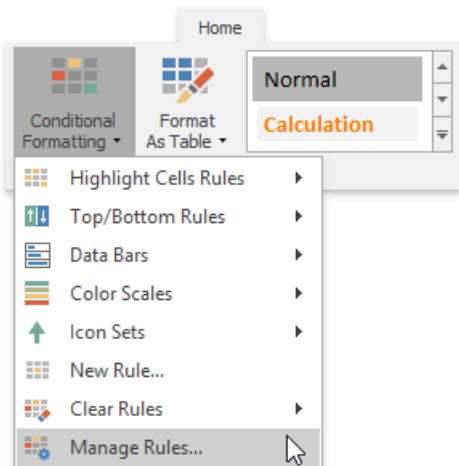 Home
Conditional
Formatting
Format
As Table
Normal
Calculation
Highlight Cells Rules
Top/Bottom Rules
Data Bars
Color Scales
Icon Sets
New Rule...
Clear Rules
Manage Rules...